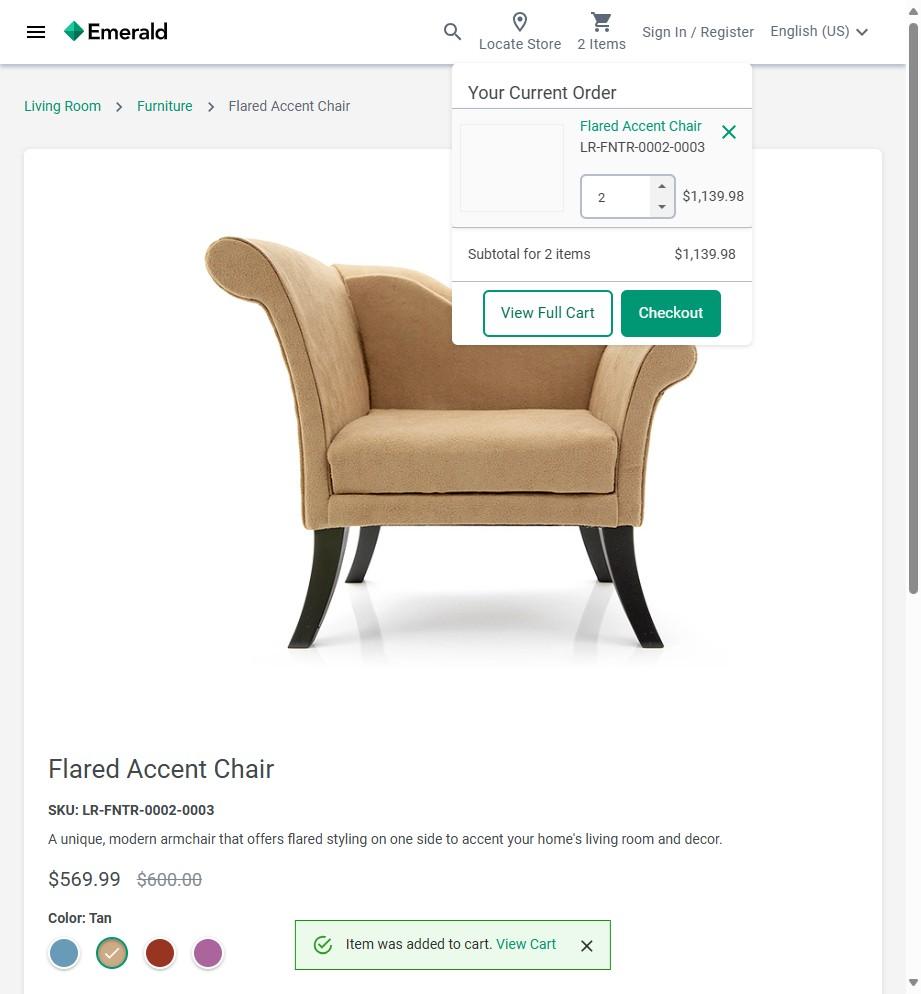 Emerald
Locate Store
2 Items
Sign In / Register
English (US)
Your Current Order
Flared Accent Chair
LR-FNTR-0002-0003
2
$1,139.98
Subtotal for 2 items
$1,139.98
View Full Cart
Checkout
Living Room
Furniture
Flared Accent Chair
Flared Accent Chair
SKU: LR-FNTR-0002-0003
A unique, modern armchair that offers flared styling on one side to accent your home's living room and decor.
$569.99 $600.00
Color: Tan
Item was added to cart. View Cart